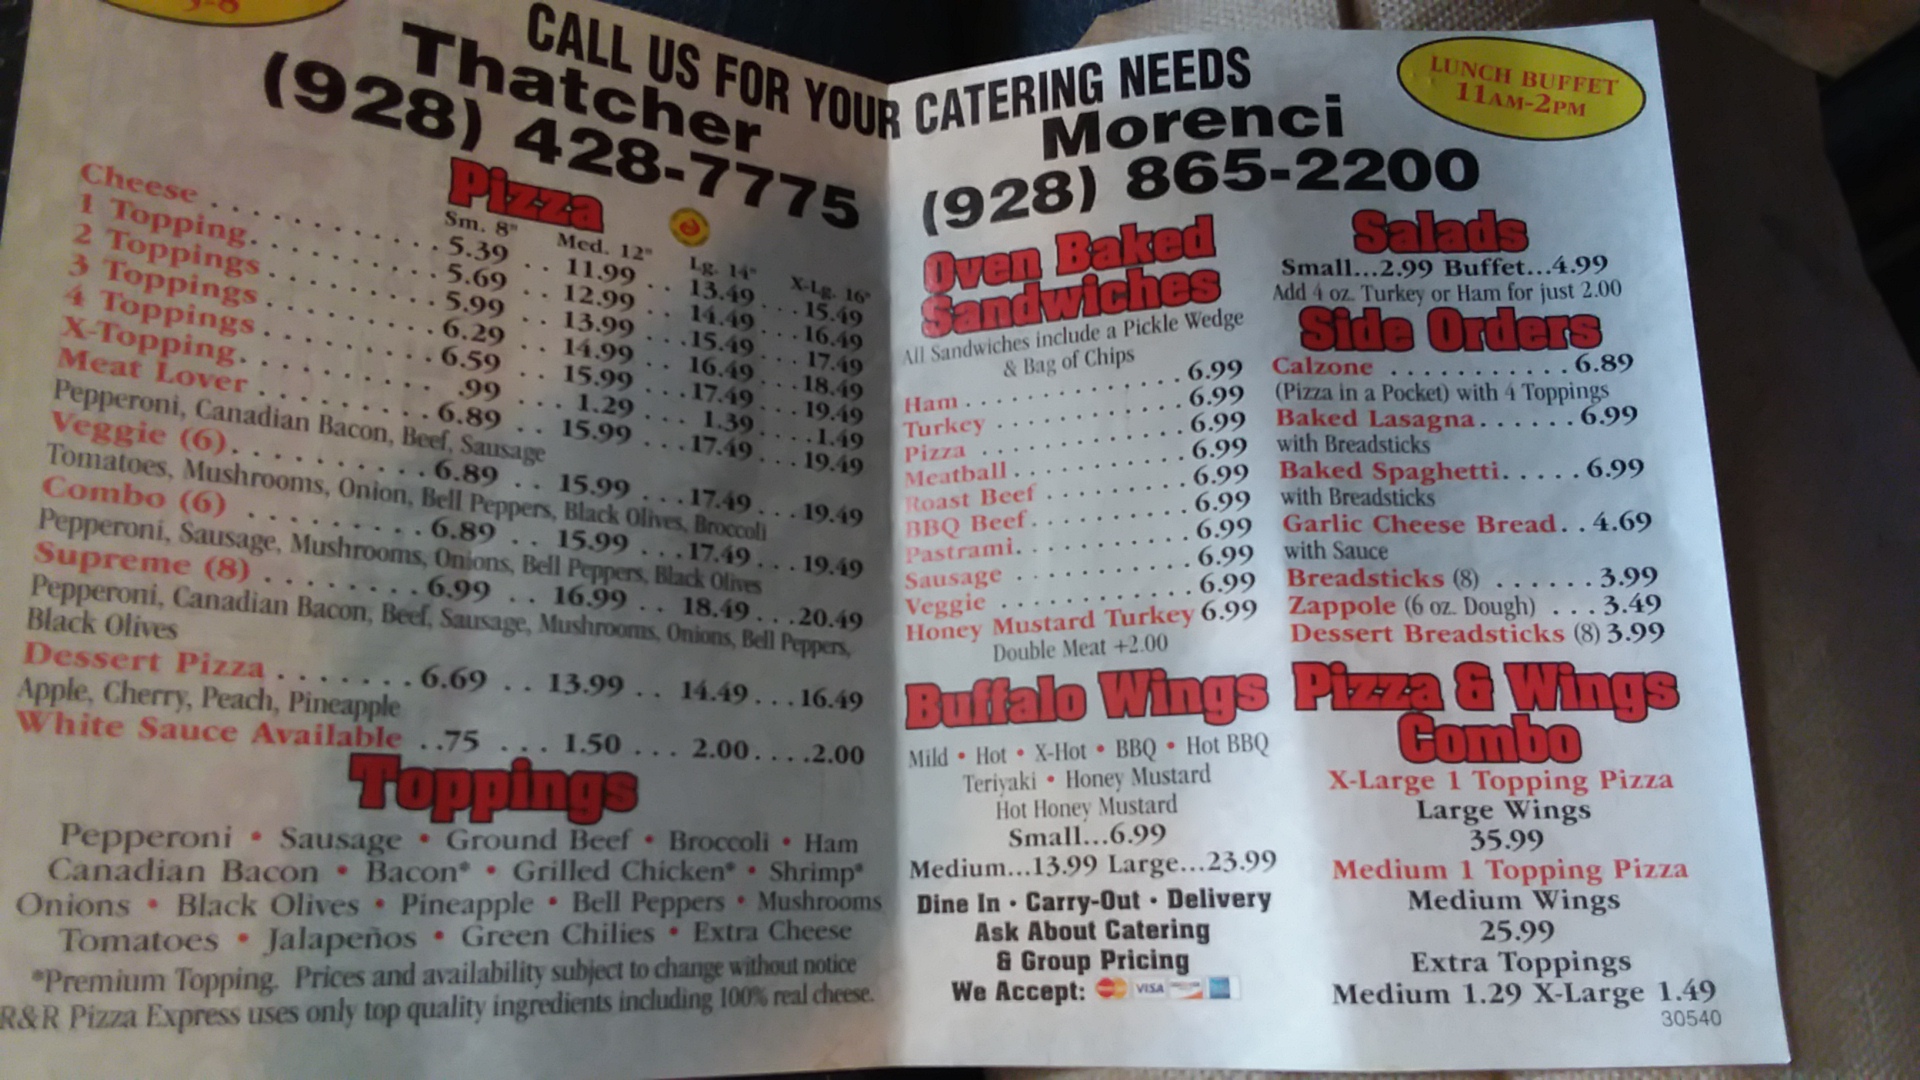 5-8
CALL US FOR YOUR CATERING NEEDS
Thatcher
(928) 428-7775
Pizza
Sm. 8" Med. 12" Lg. 14" X-Lg. 16"
Cheese . . . . . . . . . . . . 5.39 . . 11.99 . . 13.49 . . . 15.49
1 Topping. . . . . . . . . . 5.69 . . 12.99 . . 14.49 . . . 16.49
2 Toppings . . . . . . . . . 5.99 . . 13.99 . . . 15.49 . . . 17.49
3 Toppings . . . . . . . . . 6.29 . . 14.99 . . . 16.49 . . . 18.49
4 Toppings . . . . . . . . . 6.59 . . 15.99 . . . 17.49 . . . 19.49
X-Topping. . . . . . . . . . .99 . . . 1.29 . . . . 1.39 . . . . 1.49
Meat Lover . . . . . . . . . 6.89 . . 15.99 . . . 17.49 . . . 19.49
Pepperoni, Canadian Bacon, Beef, Sausage
Veggie (6). . . . . . . . . . 6.89 . . 15.99 . . . 17.49 . . . 19.49
Tomatoes, Mushrooms, Onion, Bell Peppers, Black Olives, Broccoli
Combo (6) . . . . . . . . . 6.89 . . 15.99 . . . 17.49 . . . 19.49
Pepperoni, Sausage, Mushrooms, Onions, Bell Peppers, Black Olives
Supreme (8) . . . . . . . 6.99 . . 16.99 . . 18.49 . . . 20.49
Pepperoni, Canadian Bacon, Beef, Sausage, Mushrooms, Onions, Bell Peppers,
Black Olives
Dessert Pizza . . . . . . . 6.69 . . 13.99 . . 14.49 . . . 16.49
Apple, Cherry, Peach, Pineapple
White Sauce Available . .75 . . . 1.50 . . . 2.00 . . . .2.00
Toppings
Pepperoni • Sausage • Ground Beef • Broccoli • Ham
Canadian Bacon • Bacon* • Grilled Chicken* • Shrimp*
Onions • Black Olives • Pineapple • Bell Peppers • Mushrooms
Tomatoes • Jalapeños • Green Chilies • Extra Cheese
*Premium Topping. Prices and availability subject to change without notice
R&R Pizza Express uses only top quality ingredients including 100% real cheese.
Morenci
(928) 865-2200
LUNCH BUFFET
11AM-2PM
Oven Baked
Sandwiches
All Sandwiches include a Pickle Wedge
& Bag of Chips
Ham . . . . . . . . . . . . . 6.99
Turkey . . . . . . . . . . . 6.99
Pizza . . . . . . . . . . . . 6.99
Meatball . . . . . . . . . . 6.99
Roast Beef . . . . . . . . 6.99
BBQ Beef. . . . . . . . . . 6.99
Pastrami. . . . . . . . . . 6.99
Sausage . . . . . . . . . . 6.99
Veggie . . . . . . . . . . . 6.99
Honey Mustard Turkey 6.99
Double Meat +2.00
Buffalo Wings
Mild • Hot • X-Hot • BBQ • Hot BBQ
Teriyaki • Honey Mustard
Hot Honey Mustard
Small...6.99
Medium...13.99 Large...23.99
Dine In • Carry-Out • Delivery
Ask About Catering
& Group Pricing
We Accept: VISA
Salads
Small...2.99 Buffet...4.99
Add 4 oz. Turkey or Ham for just 2.00
Side Orders
Calzone . . . . . . . . . . . 6.89
(Pizza in a Pocket) with 4 Toppings
Baked Lasagna. . . . . . 6.99
with Breadsticks
Baked Spaghetti. . . . . 6.99
with Breadsticks
Garlic Cheese Bread. . 4.69
with Sauce
Breadsticks (8) . . . . . . 3.99
Zappole (6 oz. Dough) . . . 3.49
Dessert Breadsticks (8) 3.99
Pizza & Wings
Combo
X-Large 1 Topping Pizza
Large Wings
35.99
Medium 1 Topping Pizza
Medium Wings
25.99
Extra Toppings
Medium 1.29 X-Large 1.49
30540